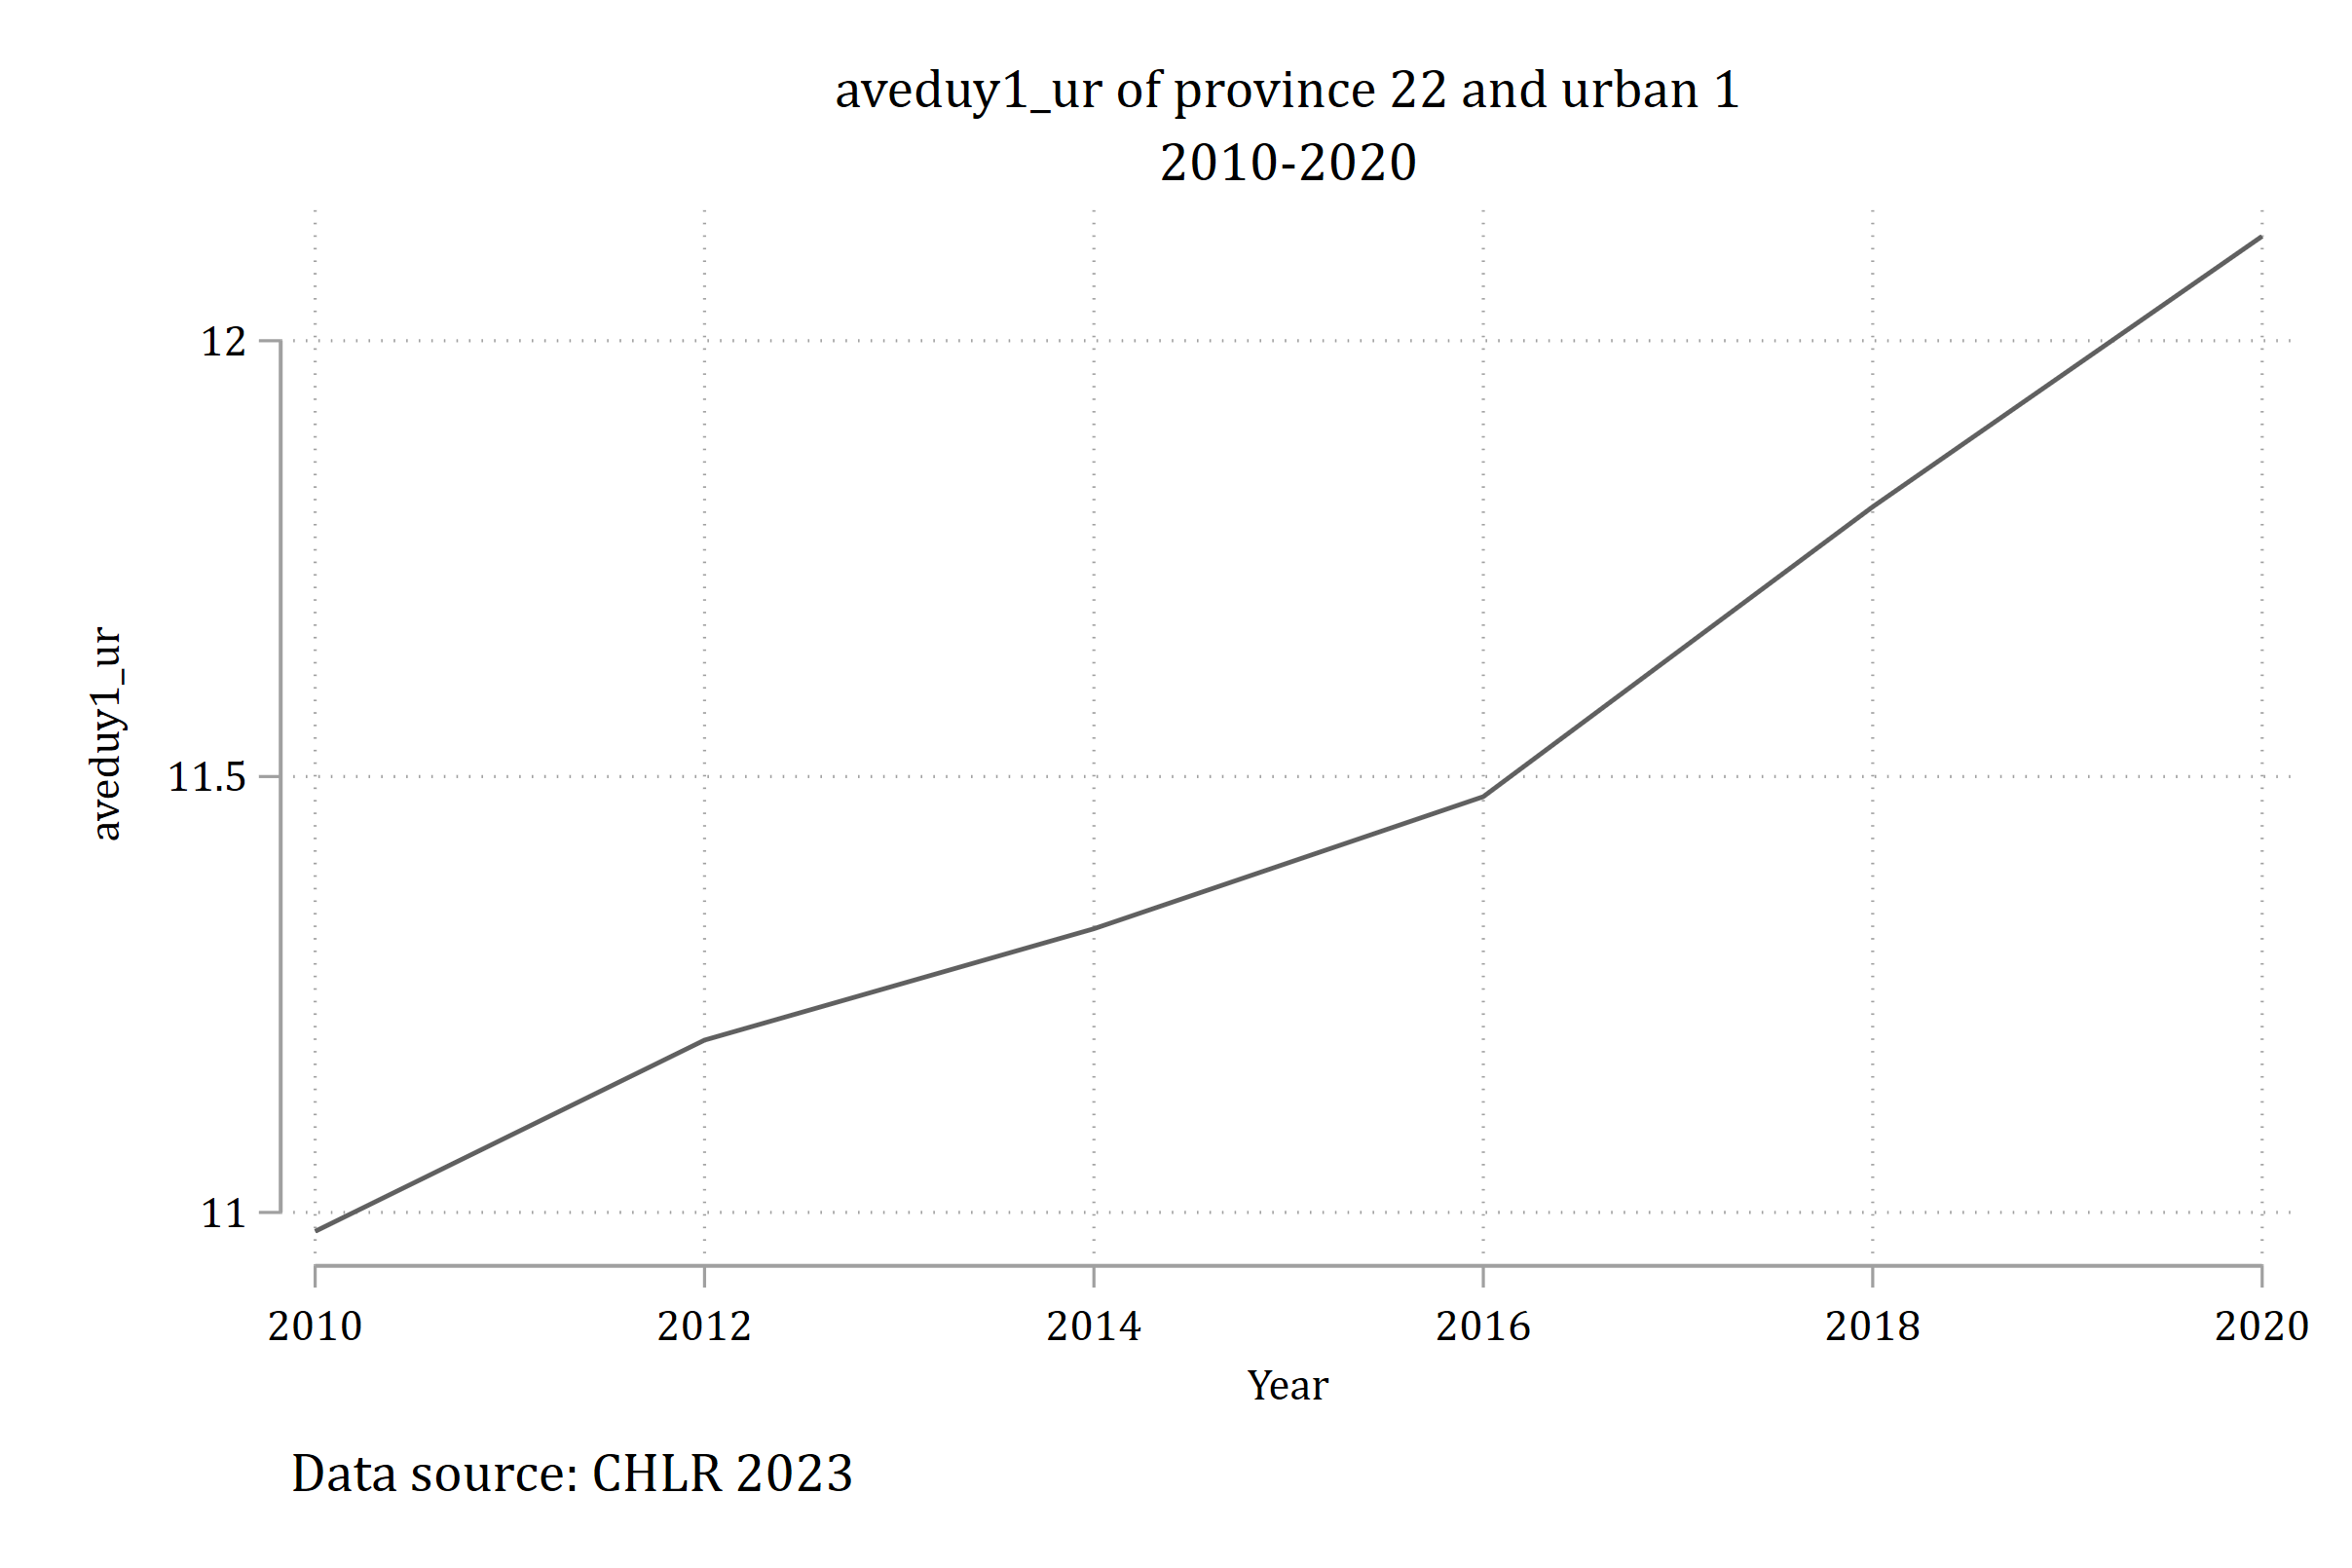 aveduy1_ur of province 22 and urban 1
2010-2020
12
11.5
11
aveduy1_ur
2010 2012 2014 2016 2018 2020
Year
Data source: CHLR 2023